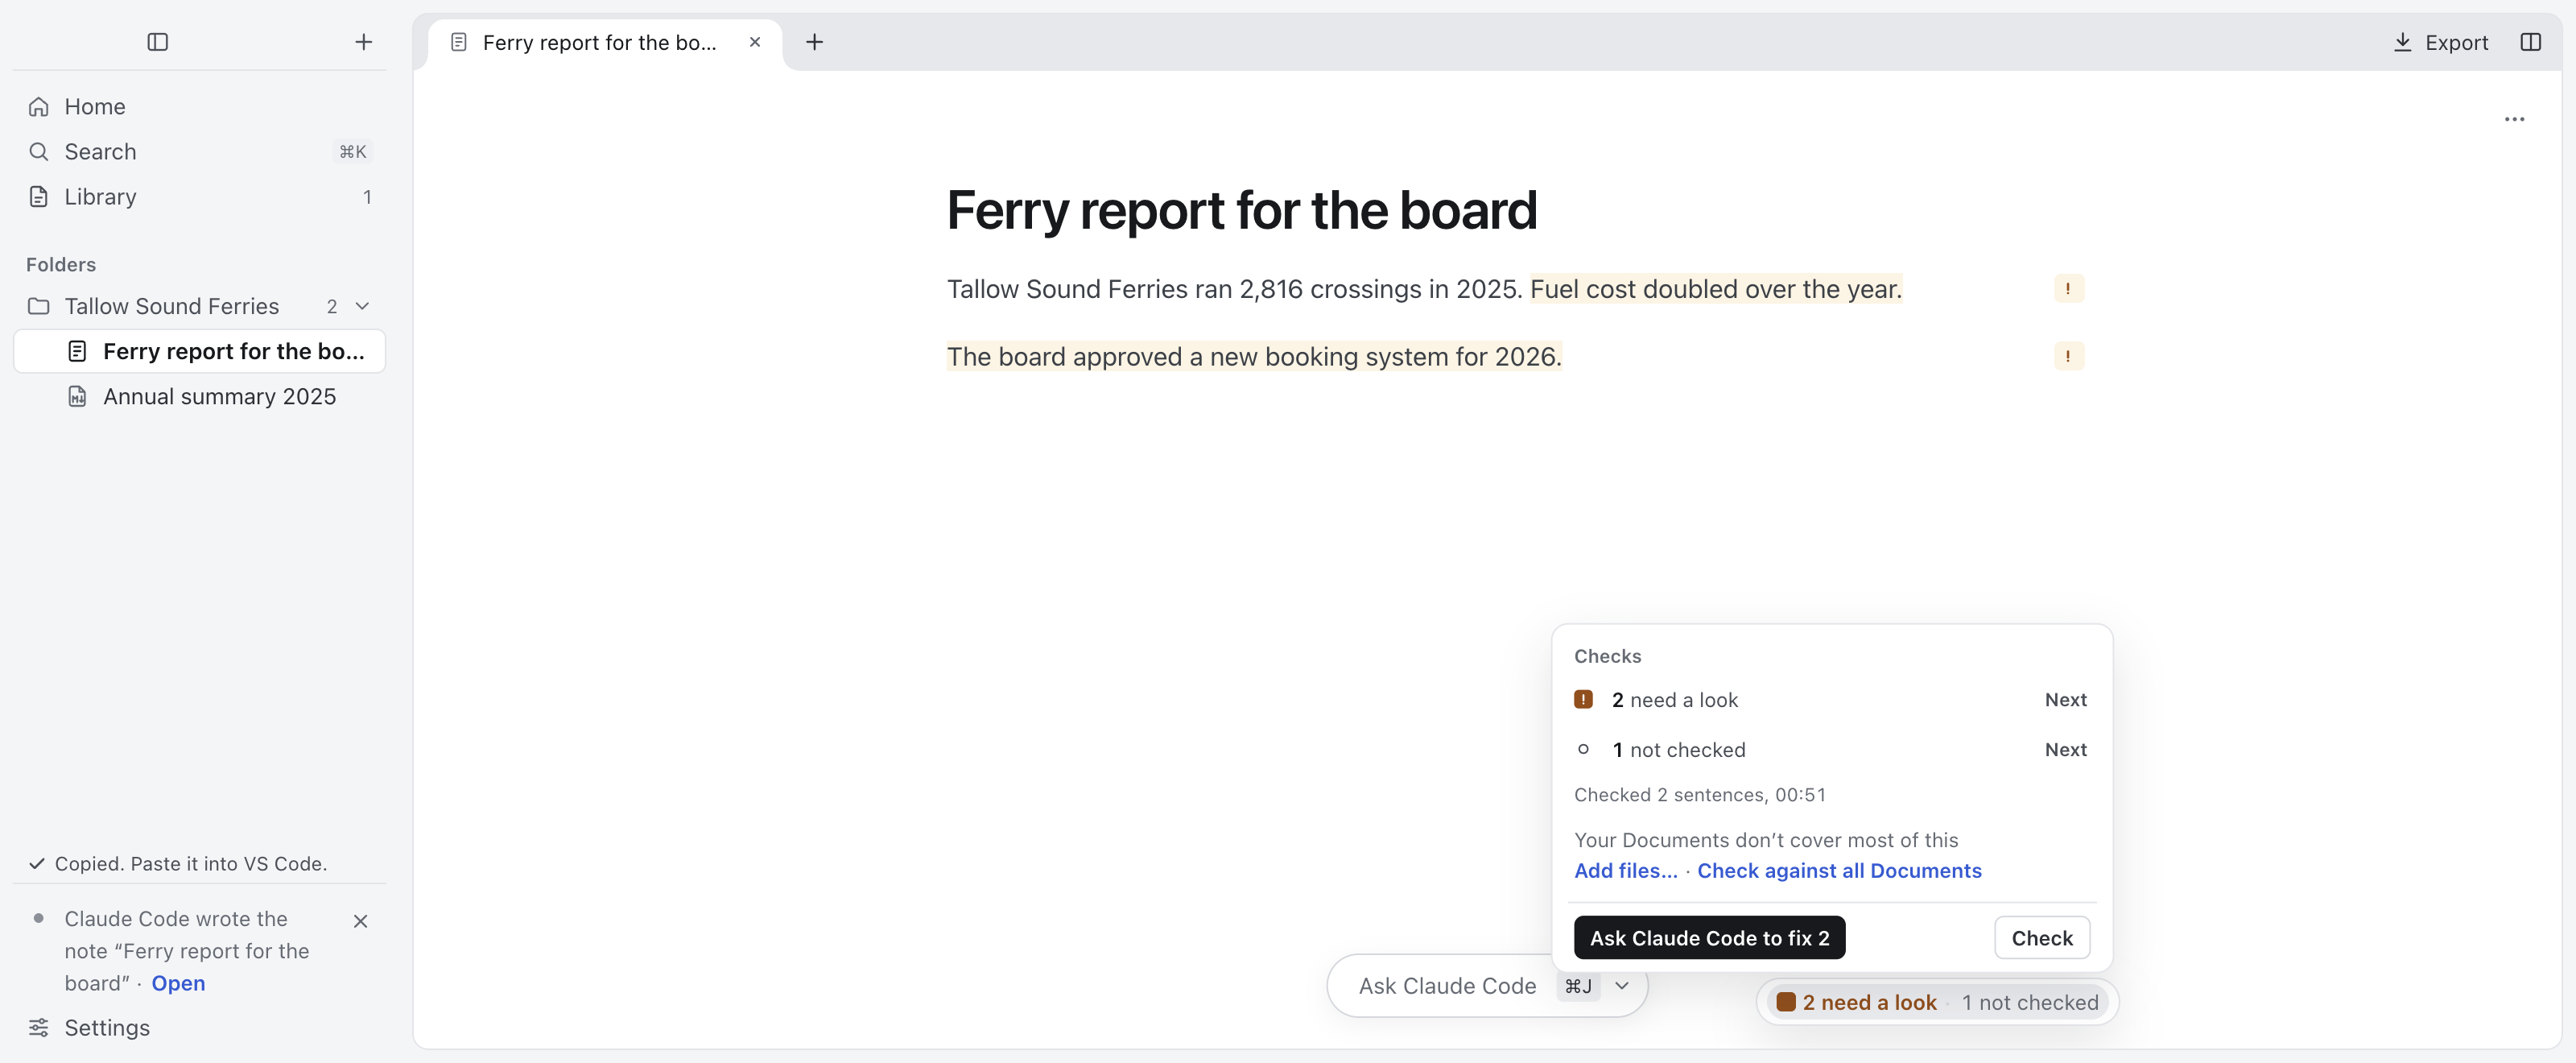 Home
Search ⌘K
Library 1
Folders
Tallow Sound Ferries 2
Ferry report for the bo...
Annual summary 2025
Copied. Paste it into VS Code.
Claude Code wrote the
note “Ferry report for the
board” · Open
Settings
Ferry report for the bo...
Export
Ferry report for the board
Tallow Sound Ferries ran 2,816 crossings in 2025. Fuel cost doubled over the year. !
The board approved a new booking system for 2026. !
Checks
! 2 need a look Next
1 not checked Next
Checked 2 sentences, 00:51
Your Documents don’t cover most of this
Add files... · Check against all Documents
Ask Claude Code to fix 2 Check
Ask Claude Code ⌘J
2 need a look · 1 not checked